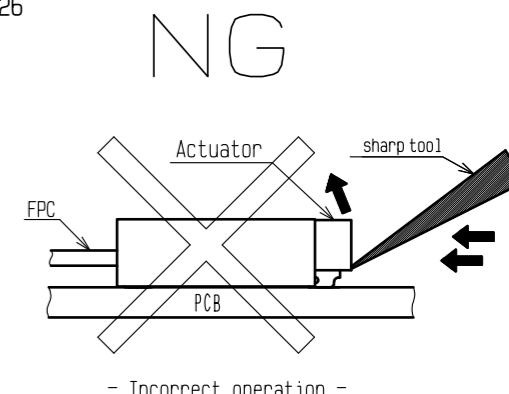 26
NG
Actuator
sharp tool
FPC
PCB
- Incorrect operation -